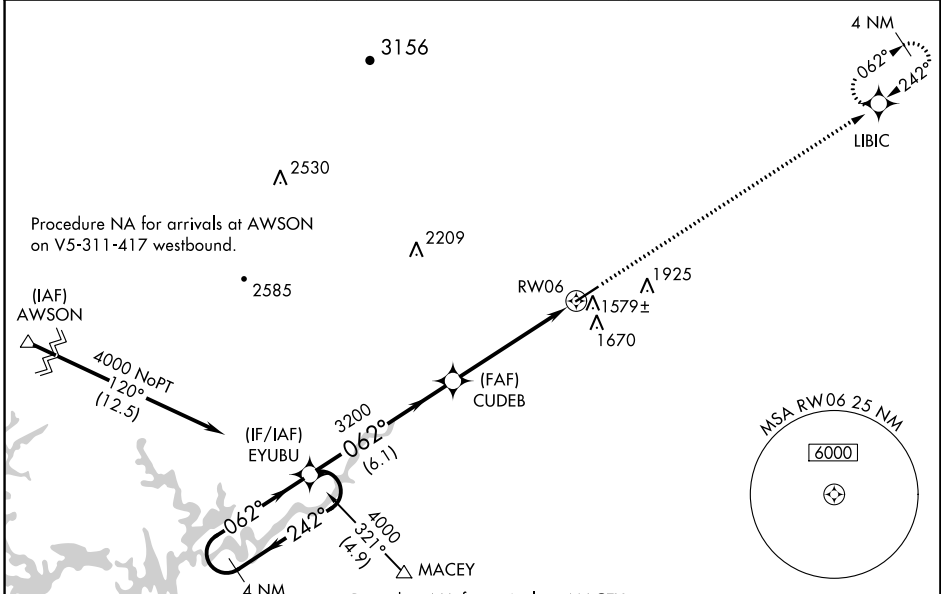 4 NM
3156
062°
242°
LIBIC
2530
Procedure NA for arrivals at AWSON
on V5-311-417 westbound.
2209
2585
1925
RW06
1579±
1670
(IAF)
AWSON
4000 NoPT
120°
(12.5)
(FAF)
CUDEB
3200
062°
(6.1)
(IF/IAF)
EYUBU
MSA RW06 25 NM
6000
062°
242°
4000
321°
(4.9)
MACEY
4 NM